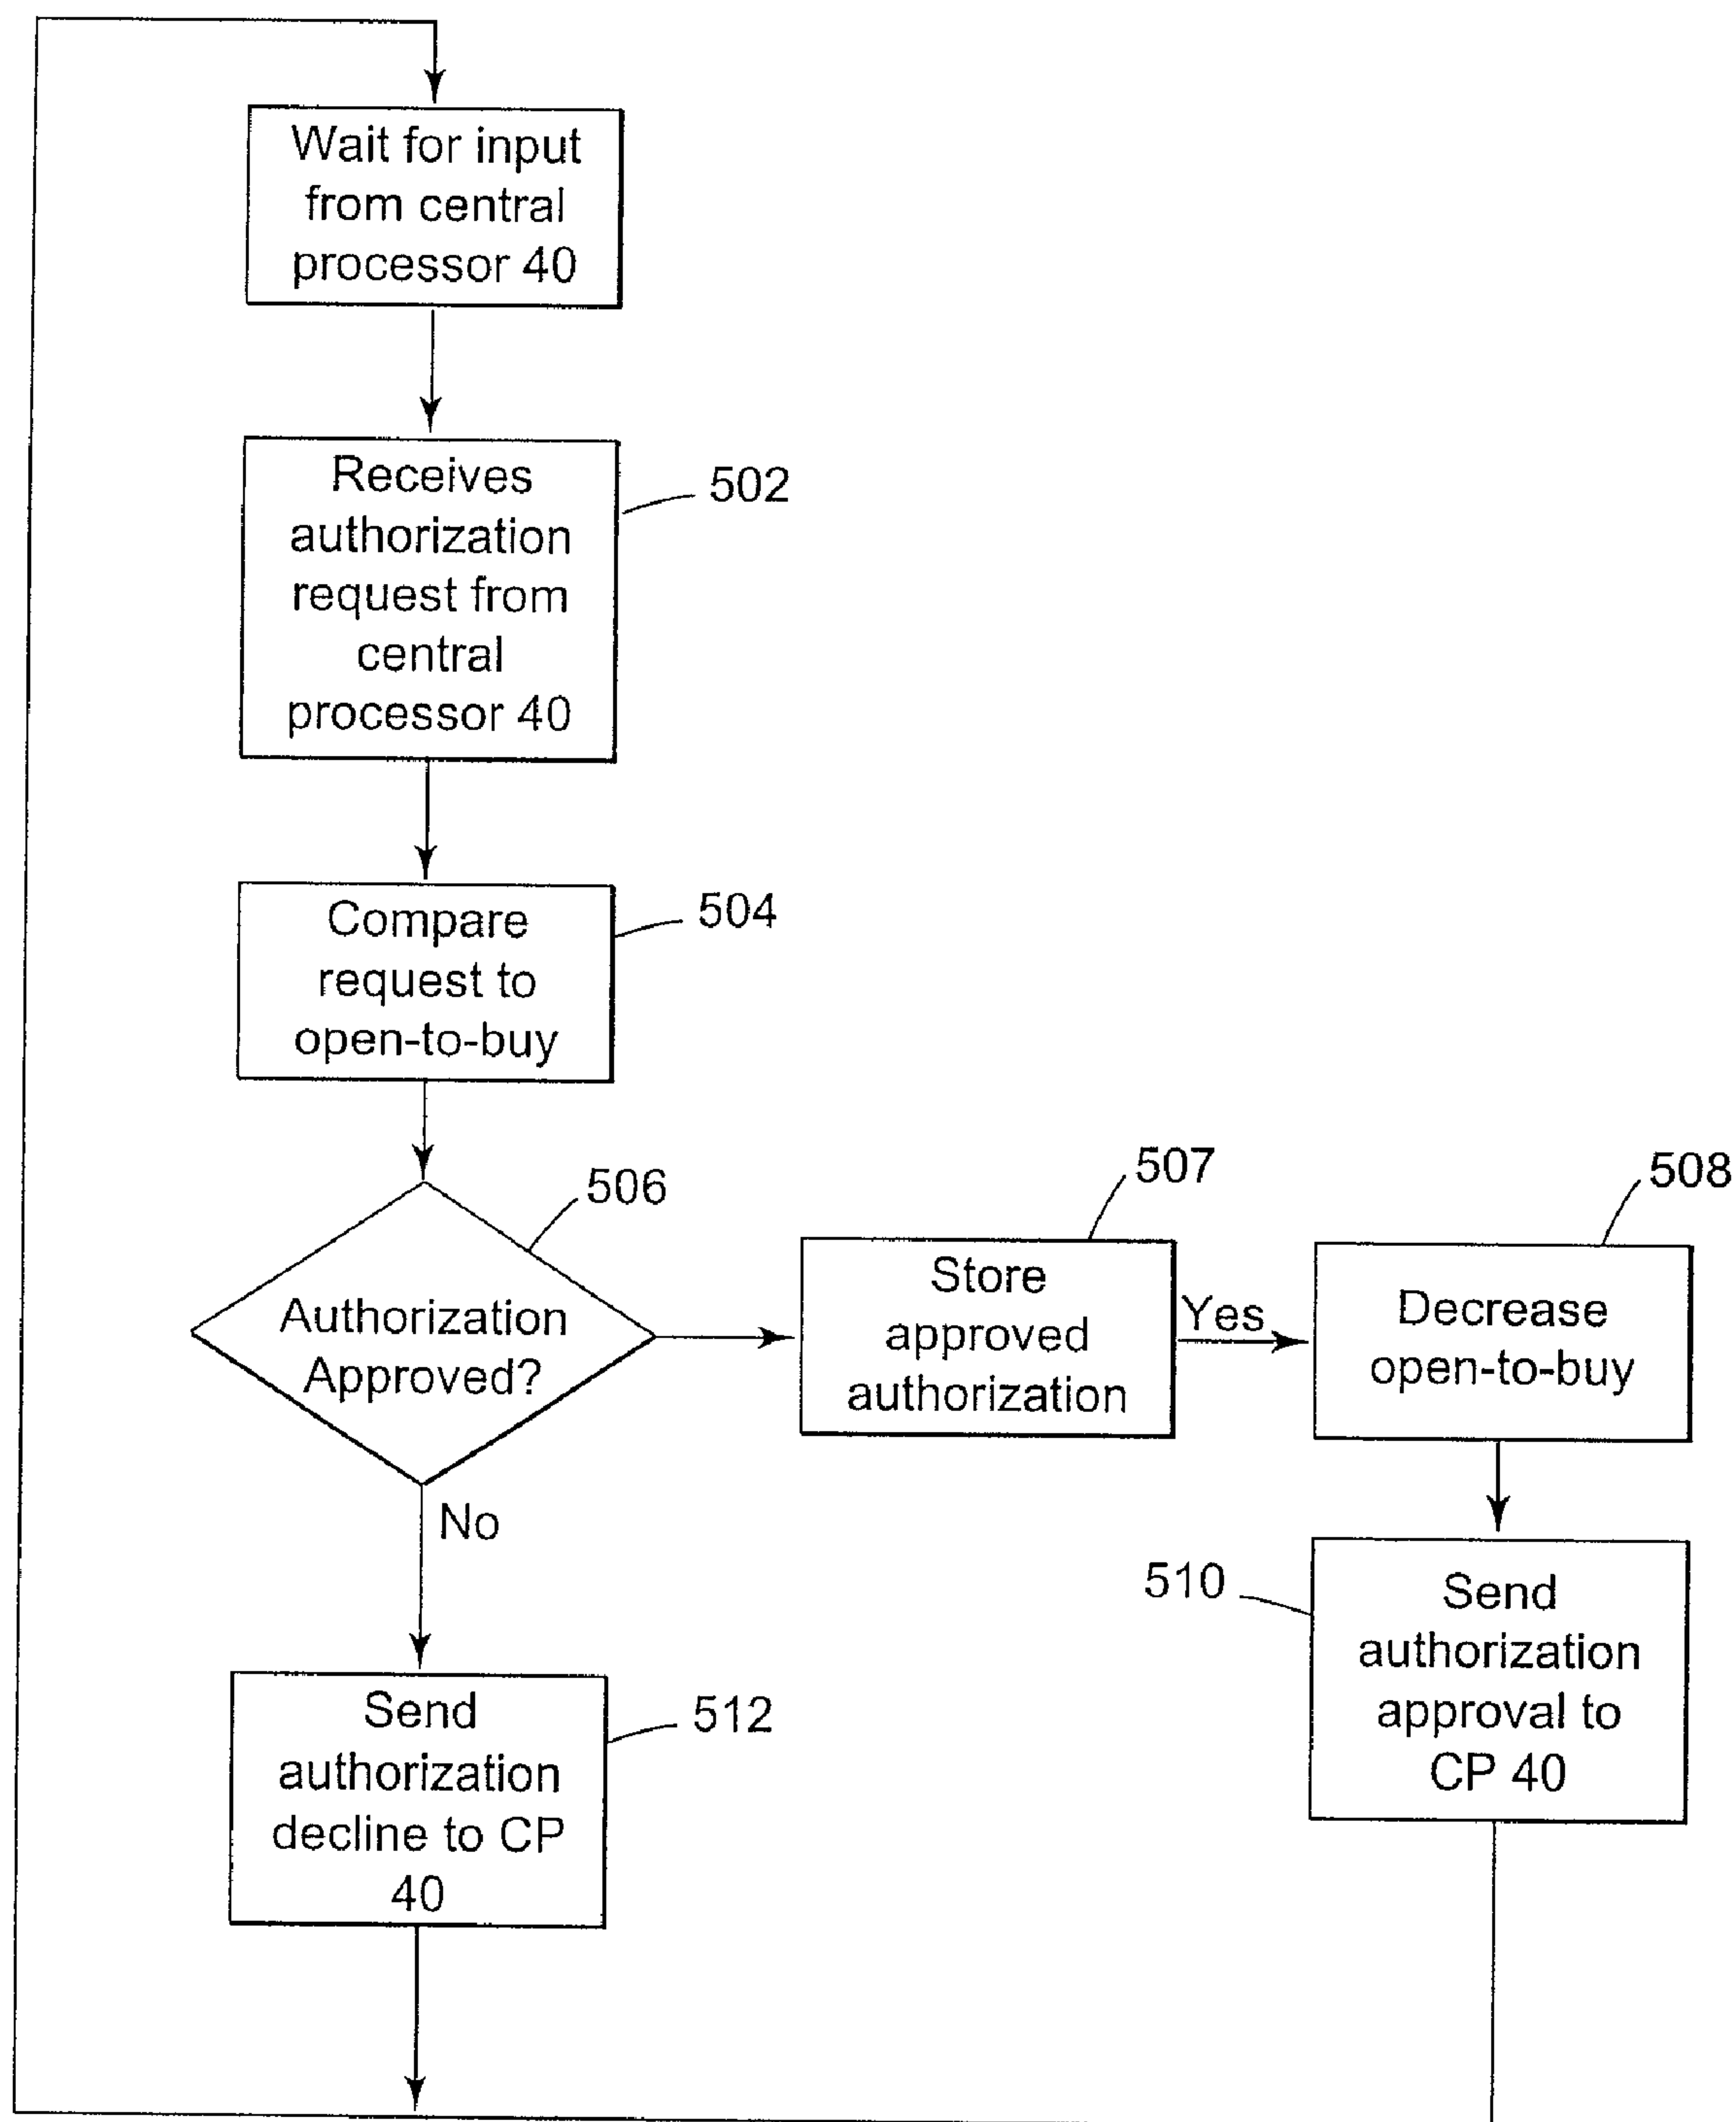 Wait for input
from central
processor 40
Receives
authorization
request from
central
processor 40
502
Compare
request to
open-to-buy
504
506
Authorization
Approved?
507
Store
approved
authorization
Yes
508
Decrease
open-to-buy
No
510
Send
authorization
approval to
CP 40
Send
authorization
decline to CP
40
512